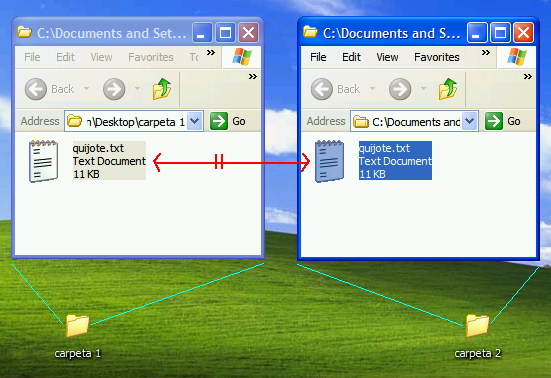 C:\Documents and Set...
File Edit View Favorites To »
Back »
Address n\Desktop\carpeta 1 Go
quijote.txt
Text Document
11 KB
C:\Documents and S...
File Edit View Favorites »
Back »
Address C:\Documents and Go
quijote.txt
Text Document
11 KB
carpeta 1
carpeta 2